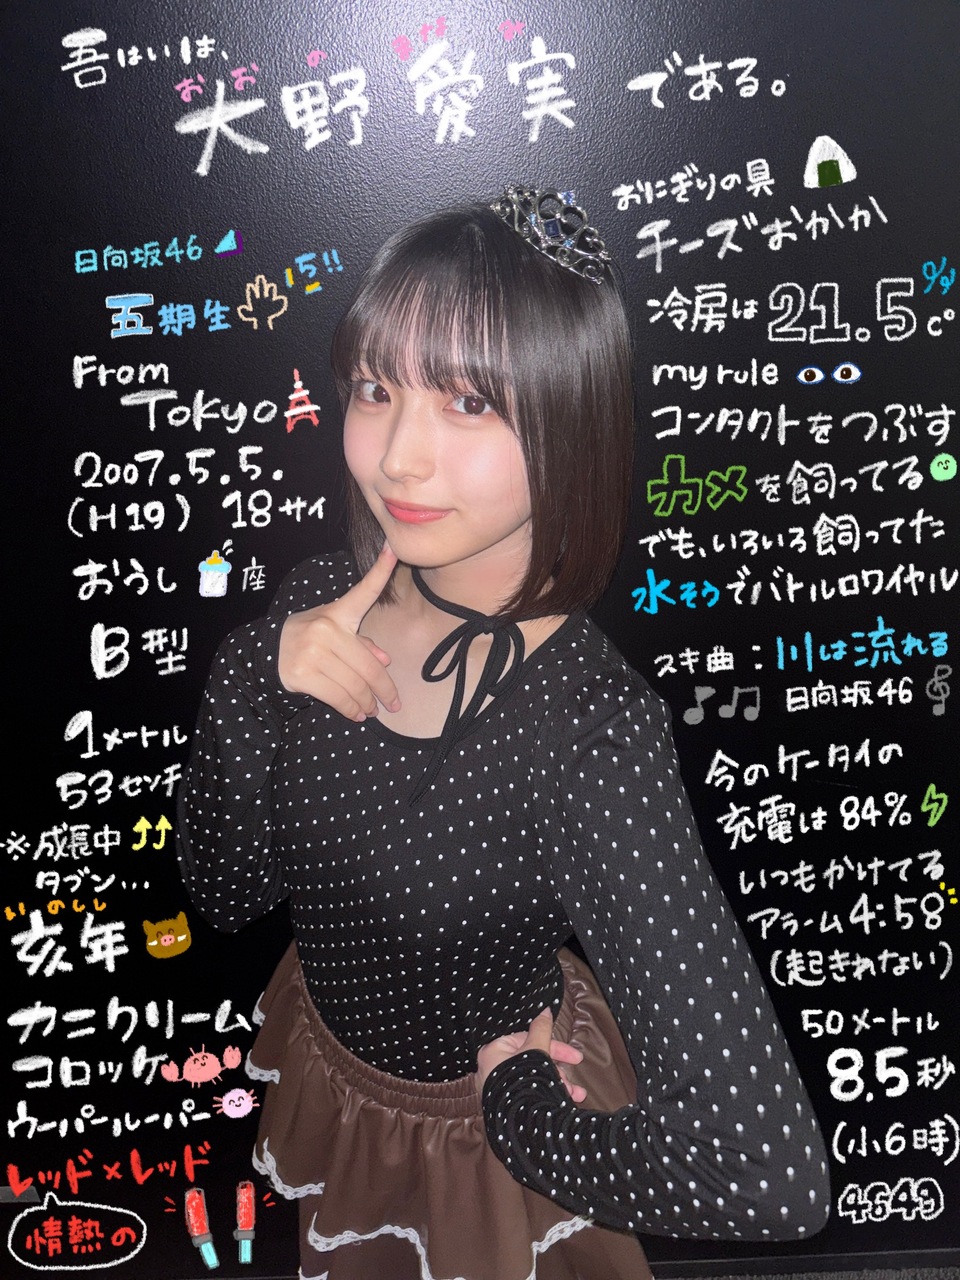 吾はいは、
おお の まなみ
大野 愛実 である。
日向坂46
五期生 5!!
From
Tokyo
2007.5.5.
(H19) 18サイ
おうし座
B型
1メートル
53センチ
※成長中
タブン…
いのしし
亥年
カニクリーム
コロッケ
ウーパールーパー
レッド×レッド
情熱の
おにぎりの具
チーズおかか
冷房は21.5c°
my rule
コンタクトをつぶす
カメを飼ってる
でも、いろいろ飼ってた
水そうでバトルロワイヤル
スキ曲:川は流れる
日向坂46
今のケータイの
充電は84%
いつもかけてる
アラーム4:58
(起きれない)
50メートル
8.5秒
(小6時)
4649